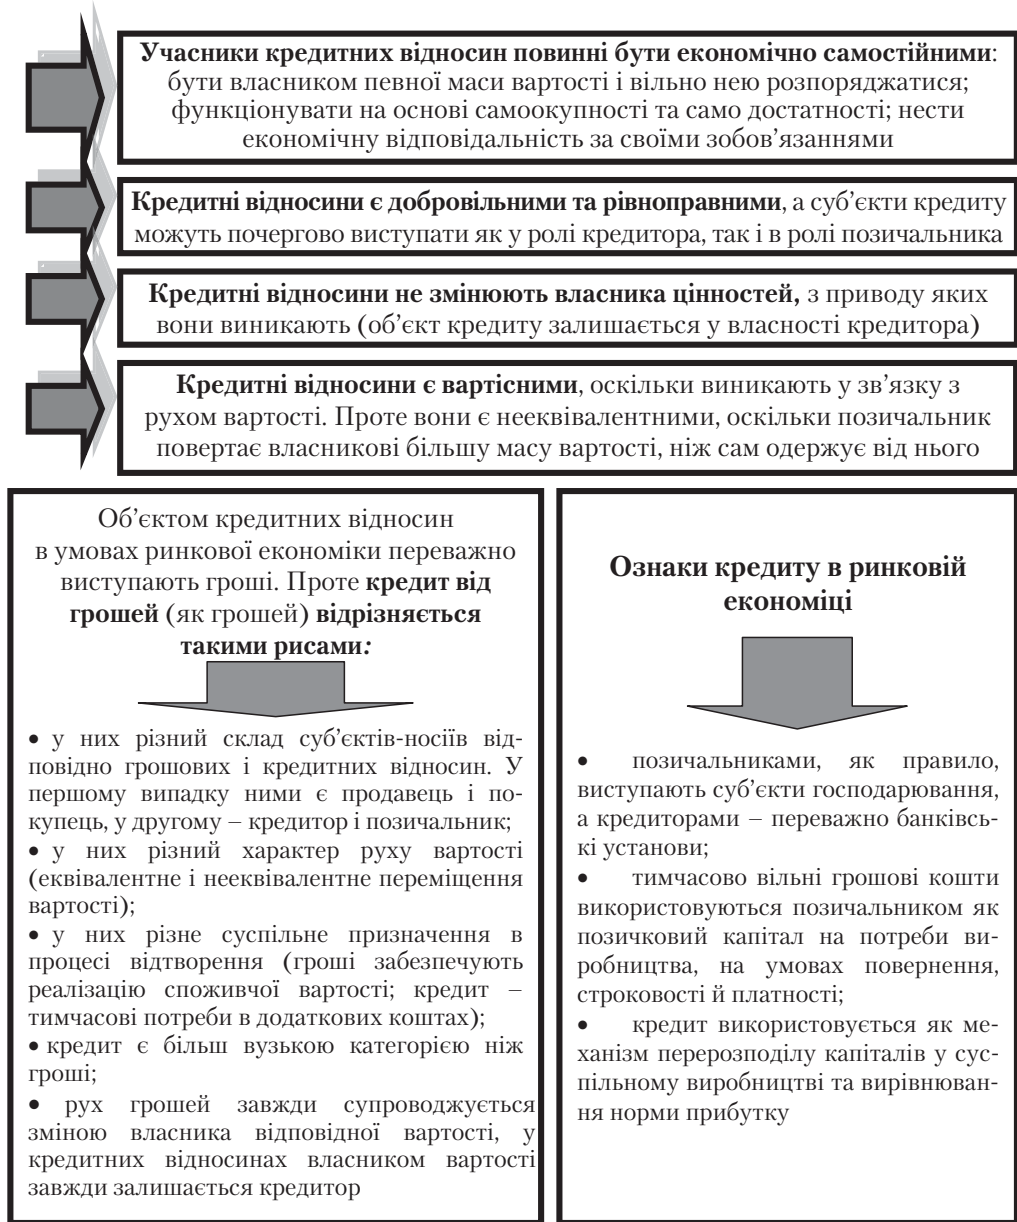 Учасники кредитних відносин повинні бути економічно самостійними:
бути власником певної маси вартості і вільно нею розпоряджатися;
функціонувати на основі самоокупності та само достатності; нести
економічну відповідальність за своїми зобов’язаннями
Кредитні відносини є добровільними та рівноправними, а суб’єкти кредиту
можуть почергово виступати як у ролі кредитора, так і в ролі позичальника
Кредитні відносини не змінюють власника цінностей, з приводу яких
вони виникають (об’єкт кредиту залишається у власності кредитора)
Кредитні відносини є вартісними, оскільки виникають у зв’язку з
рухом вартості. Проте вони є нееквівалентними, оскільки позичальник
повертає власникові більшу масу вартості, ніж сам одержує від нього
Об’єктом кредитних відносин
в умовах ринкової економіки переважно
виступають гроші. Проте кредит від
грошей (як грошей) відрізняється
такими рисами:
• у них різний склад суб’єктів-носіїв від-
повідно грошових і кредитних відносин. У
першому випадку ними є продавець і по-
купець, у другому – кредитор і позичальник;
• у них різний характер руху вартості
(еквівалентне і нееквівалентне переміщення
вартості);
• у них різне суспільне призначення в
процесі відтворення (гроші забезпечують
реалізацію споживчої вартості; кредит –
тимчасові потреби в додаткових коштах);
• кредит є більш вузькою категорією ніж
гроші;
• рух грошей завжди супроводжується
зміною власника відповідної вартості, у
кредитних відносинах власником вартості
завжди залишається кредитор
Ознаки кредиту в ринковій
економіці
• позичальниками, як правило,
виступають суб’єкти господарювання,
а кредиторами – переважно банківсь-
кі установи;
• тимчасово вільні грошові кошти
використовуються позичальником як
позичковий капітал на потреби ви-
робництва, на умовах повернення,
строковості й платності;
• кредит використовується як ме-
ханізм перерозподілу капіталів у сус-
пільному виробництві та вирівнюван-
ня норми прибутку